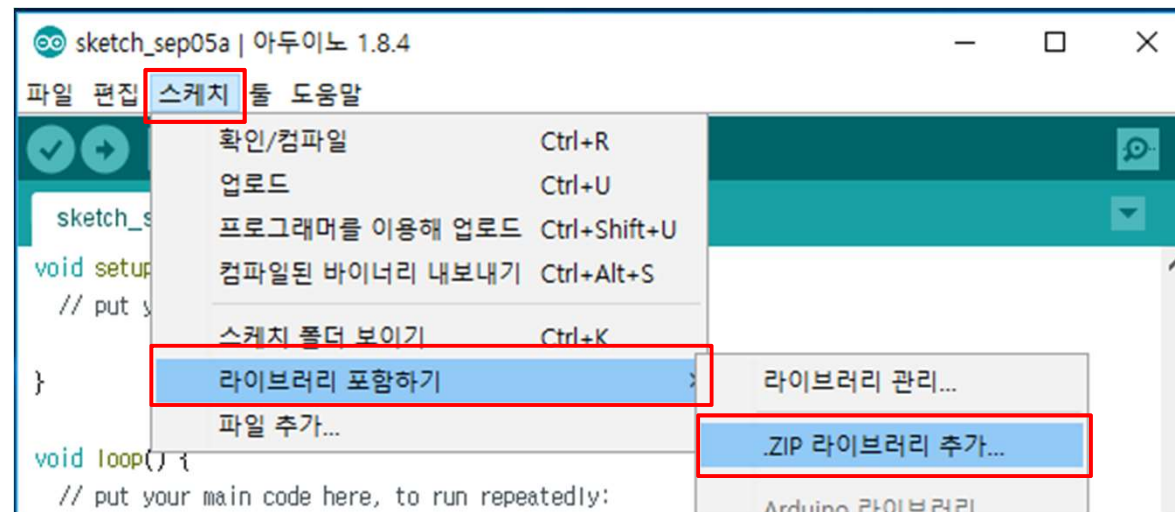 sketch_sep05a | 아두이노 1.8.4
파일 편집 스케치 툴 도움말
확인/컴파일 Ctrl+R
업로드 Ctrl+U
sketch_s
프로그래머를 이용해 업로드 Ctrl+Shift+U
void setup
컴파일된 바이너리 내보내기 Ctrl+Alt+S
// put y
스케치 폴더 보이기 Ctrl+K
} 라이브러리 포함하기 라이브러리 관리...
파일 추가...
.ZIP 라이브러리 추가...
void loop() {
// put your main code here, to run repeatedly:
Arduino 라이브러리